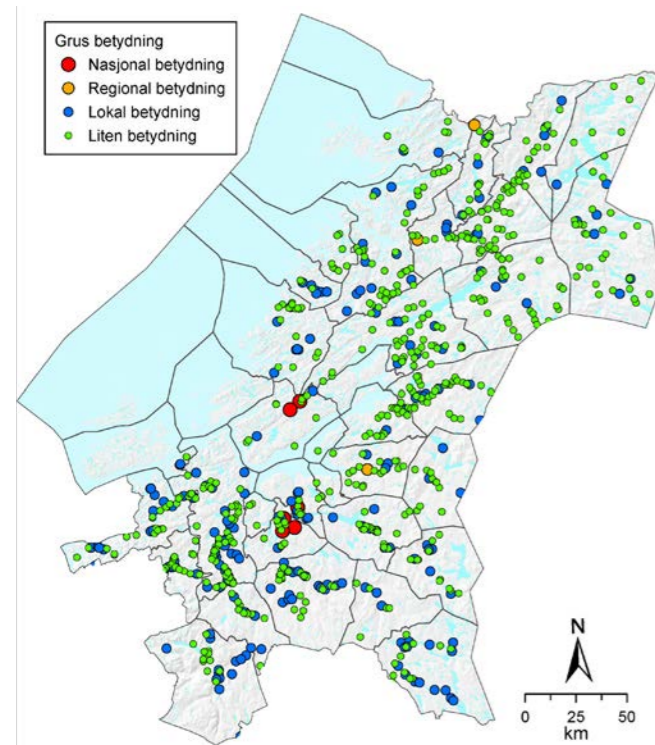 Grus betydning
Nasjonal betydning
Regional betydning
Lokal betydning
Liten betydning
N
0 25 50
km